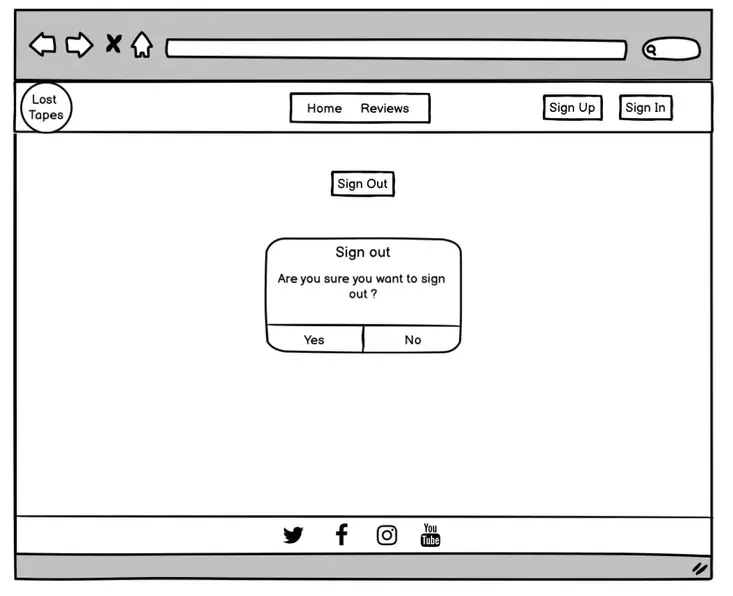 Lost
Tapes
Home Reviews
Sign Up
Sign In
Sign Out
Sign out
Are you sure you want to sign
out ?
Yes
No
You
Tube